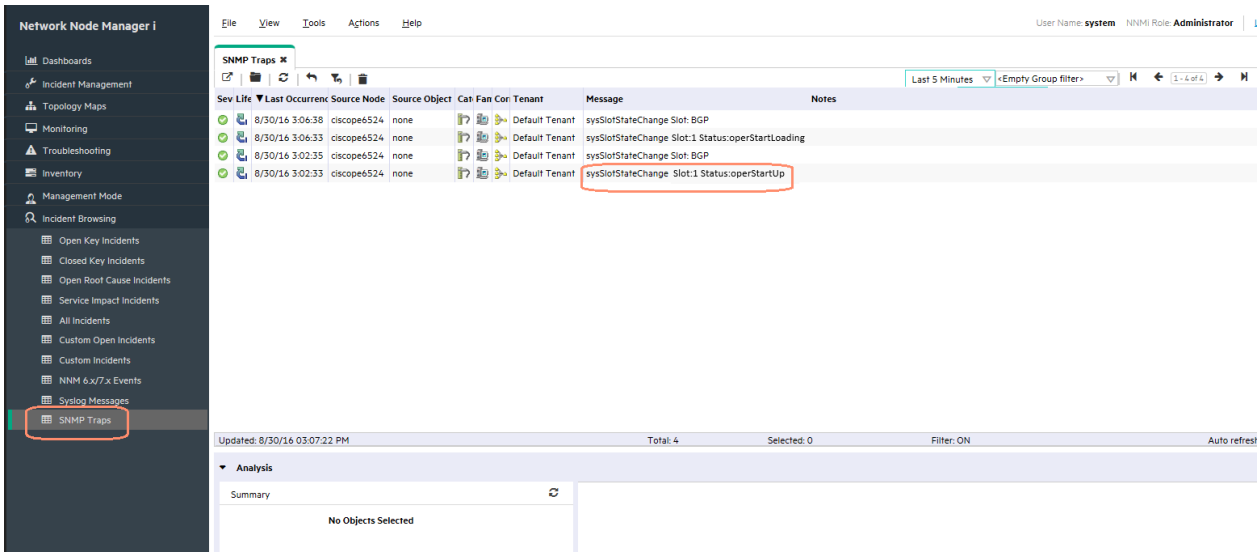 Network Node Manager i
File View Tools Actions Help
User Name: system NNMi Role: Administrator
Dashboards
Incident Management
Topology Maps
Monitoring
Troubleshooting
Inventory
Management Mode
Incident Browsing
Open Key Incidents
Closed Key Incidents
Open Root Cause Incidents
Service Impact Incidents
All Incidents
Custom Open Incidents
Custom Incidents
NNM 6.x/7.x Events
Syslog Messages
SNMP Traps
SNMP Traps
Last 5 Minutes <Empty Group filter> 1 - 4 of 4
Sev Life Last Occurrenc Source Node Source Object Cat Fan Cor Tenant Message Notes
8/30/16 3:06:38 ciscope6524 none Default Tenant sysSlotStateChange Slot: BGP
8/30/16 3:06:33 ciscope6524 none Default Tenant sysSlotStateChange Slot:1 Status:operStartLoading
8/30/16 3:02:35 ciscope6524 none Default Tenant sysSlotStateChange Slot: BGP
8/30/16 3:02:33 ciscope6524 none Default Tenant sysSlotStateChange Slot:1 Status:operStartUp
Updated: 8/30/16 03:07:22 PM Total: 4 Selected: 0 Filter: ON Auto refresh
Analysis
Summary
No Objects Selected